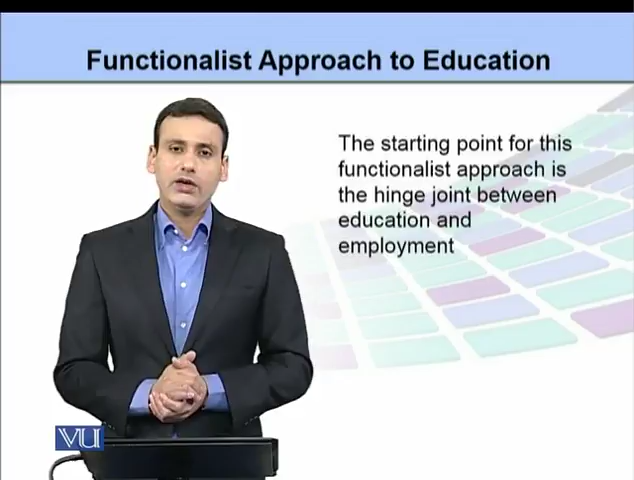 Functionalist Approach to Education
The starting point for this
functionalist approach is
the hinge joint between
education and
employment
VU